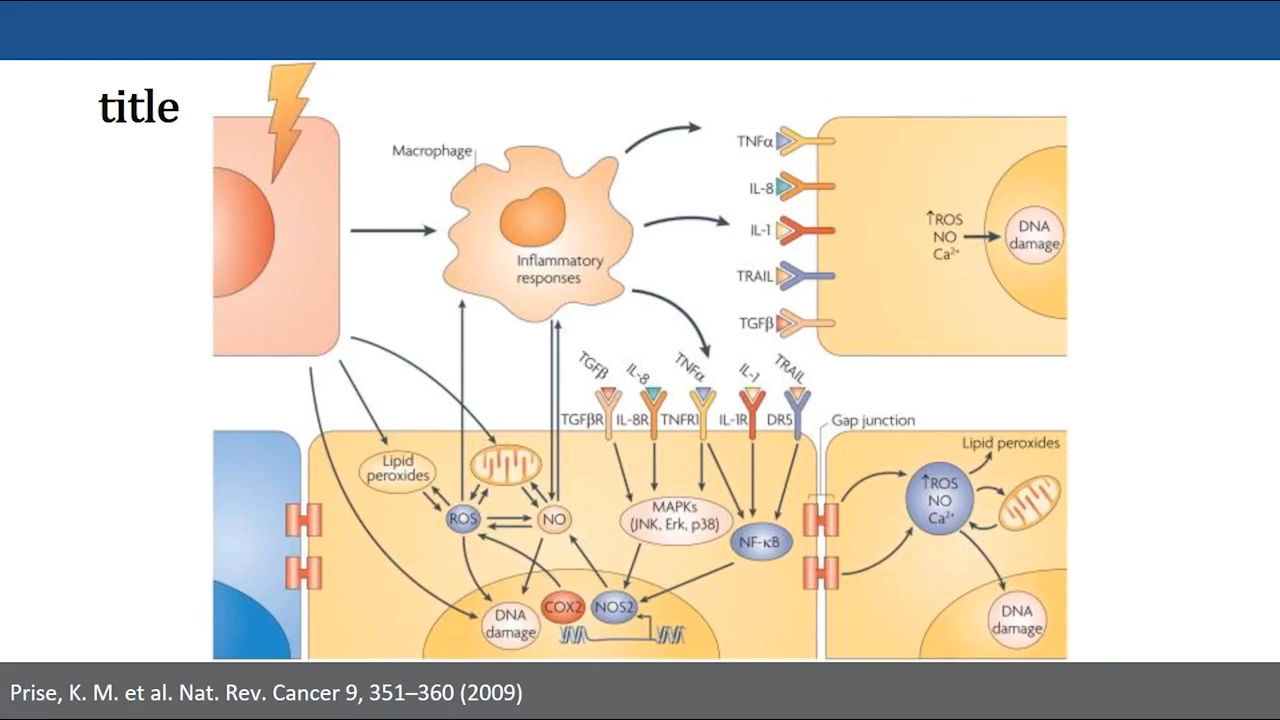 title
Macrophage
Inflammatory
responses
TNFα
IL-8
IL-1
TRAIL
TGFβ
↑ROS
NO
Ca²⁺
DNA
damage
TGFβ
IL-8
TNFα
IL-1
TRAIL
TGFβR
IL-8R
TNFR1
IL-1R
DR5
Gap junction
Lipid
peroxides
ROS
NO
MAPKs
(JNK, Erk, p38)
NF-κB
COX2
NOS2
DNA
damage
Lipid peroxides
↑ROS
NO
Ca²⁺
DNA
damage
Prise, K. M. et al. Nat. Rev. Cancer 9, 351–360 (2009)